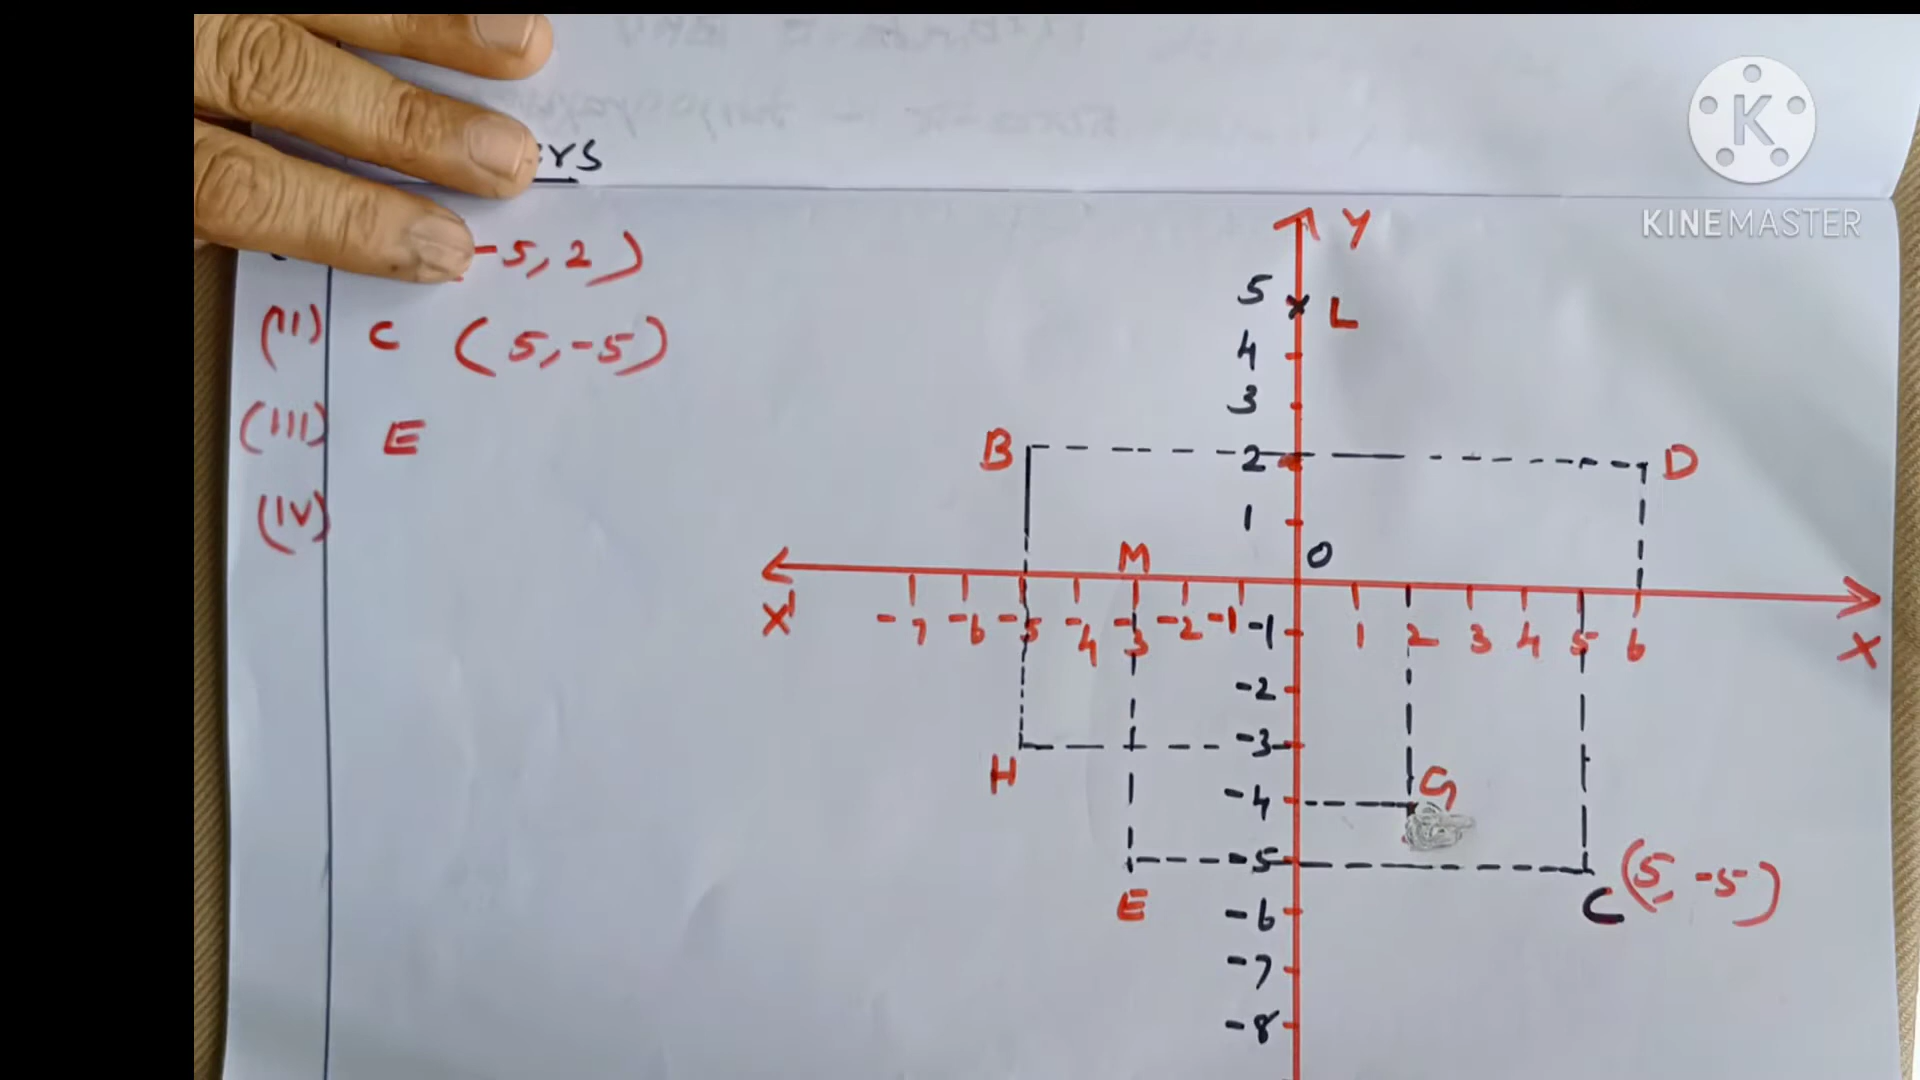 KINEMASTER
-5, 2)
(II) C (5, -5)
(III) E
(IV)
Y
5 L
4
3
B 2 D
1
M O
X' -7 -6 -5 -4 -3 -2 -1 -1 1 2 3 4 5 6 X
-2
H -3
-4 G
-5
E -6 C (5, -5)
-7
-8